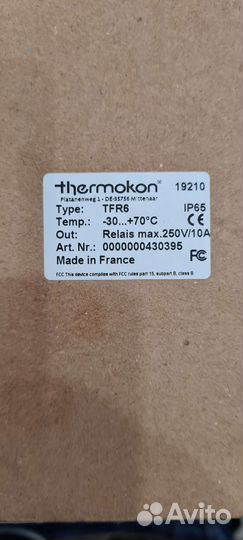 thermokon® 19210
Platanenweg 1 - DE-35756 Mittenaar
Type: TFR6 IP65
Temp.: -30...+70°C CE
Out: Relais max.250V/10A
Art. Nr.: 0000000430395
Made in France FC
FCC This device complies with FCC rules part 15, subpart B, class B
Avito